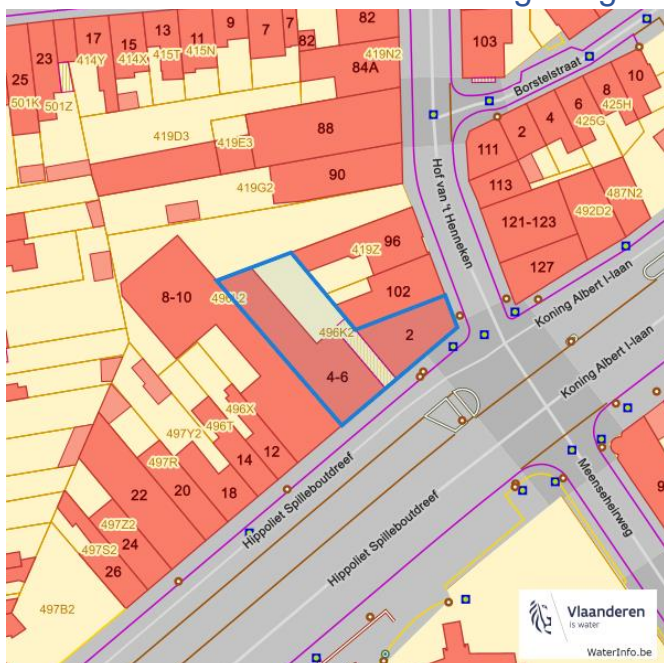 23
17
15
13
11
9
7
7
82
82
103
25
501K
501Z
414Y
414X
415T
415N
419N2
84A
Borstelstraat
10
8
6
4
2
425H
425G
419D3
419E3
88
90
419G2
111
113
Hof van 't Henneken
487N2
492D2
121-123
127
96
419Z
102
8-10
496L2
496K2
2
4-6
Koning Albert I-laan
Koning Albert I-laan
496X
496T
497Y2
497R
12
14
18
20
22
24
26
497Z2
497S2
497B2
Hippoliet Spilleboutdreef
Hippoliet Spilleboutdreef
Meenseheirweg
9
Vlaanderen
is water
WaterInfo.be